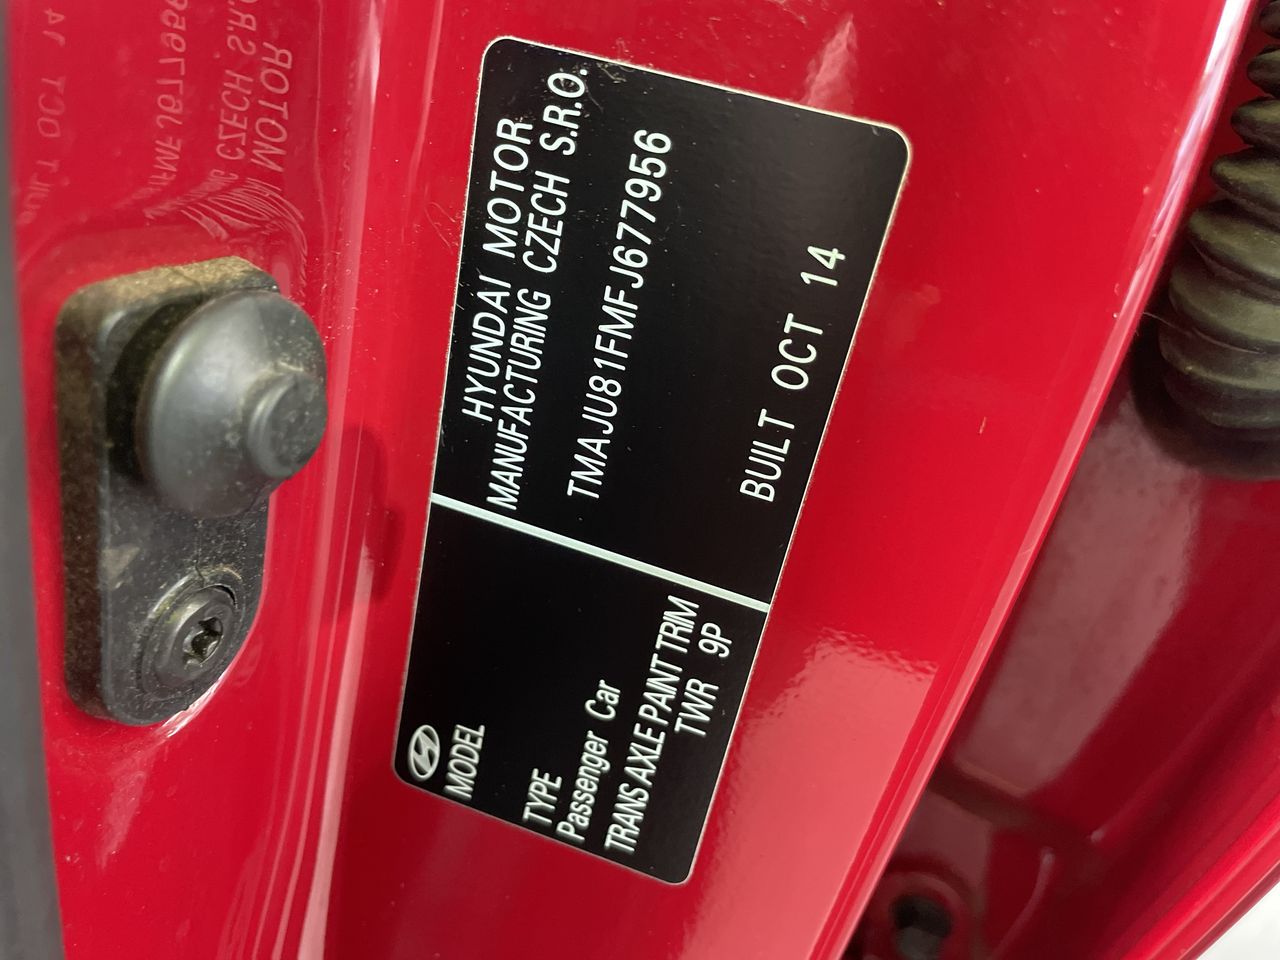 HYUNDAI MOTOR
MANUFACTURING CZECH S.R.O.
TMAJU81FMFJ677956
BUILT OCT 14
MODEL
TYPE
Passenger Car
TRANS AXLE PAINT TRIM
TWR 9P